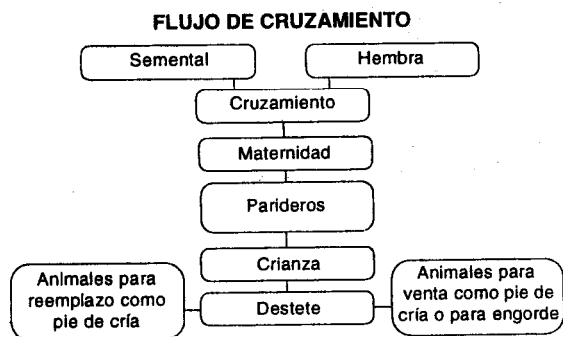 FLUJO DE CRUZAMIENTO
Semental
Hembra
Cruzamiento
Maternidad
Parideros
Crianza
Animales para
reemplazo como
pie de cría
Destete
Animales para
venta como pie de
cría o para engorde